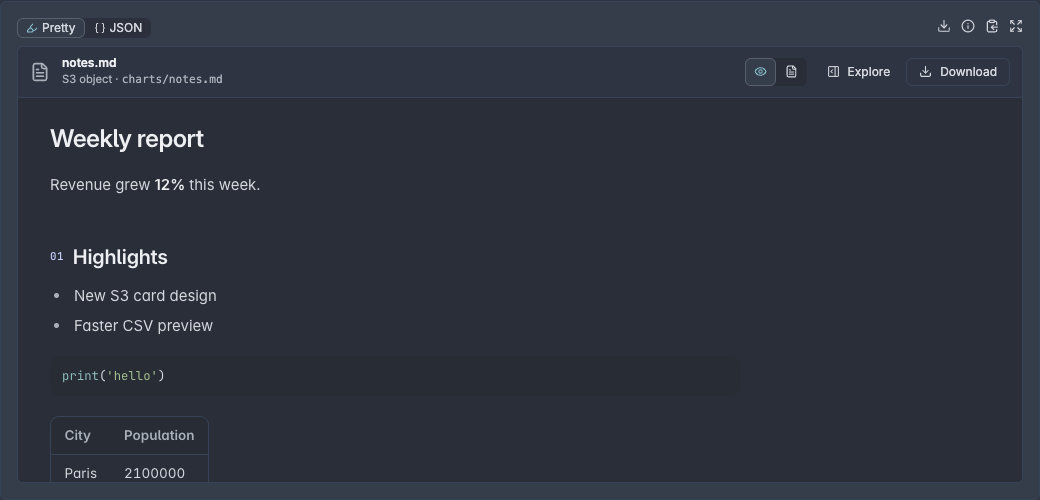 Pretty
{ } JSON
notes.md
S3 object · charts/notes.md
Explore
Download
Weekly report
Revenue grew 12% this week.
01 Highlights
• New S3 card design
• Faster CSV preview
print('hello')
City Population
Paris 2100000